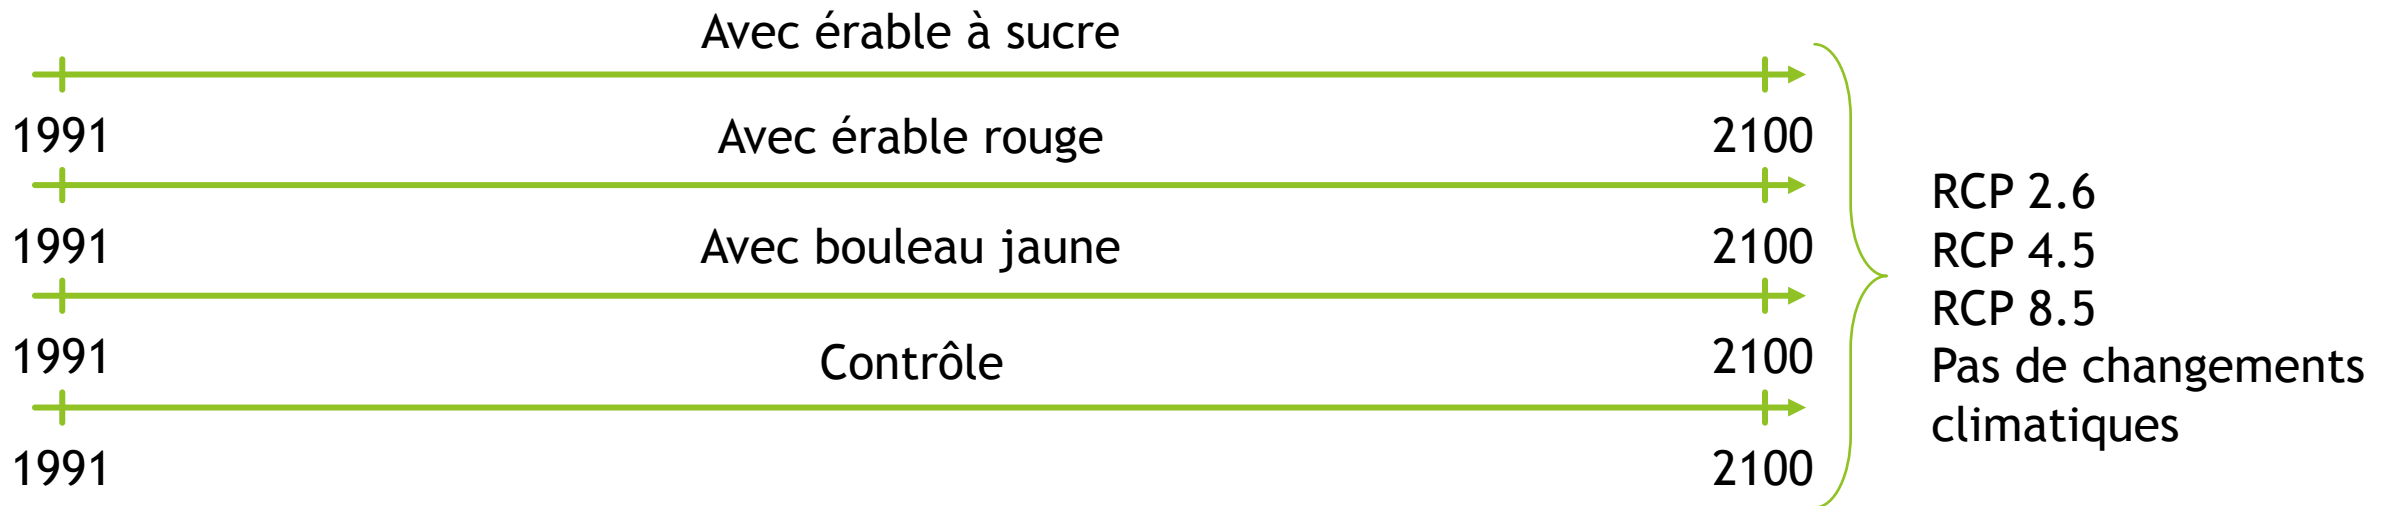 Avec érable à sucre
1991 Avec érable rouge 2100
1991 Avec bouleau jaune 2100
1991 Contrôle 2100
1991 2100
RCP 2.6
RCP 4.5
RCP 8.5
Pas de changements
climatiques